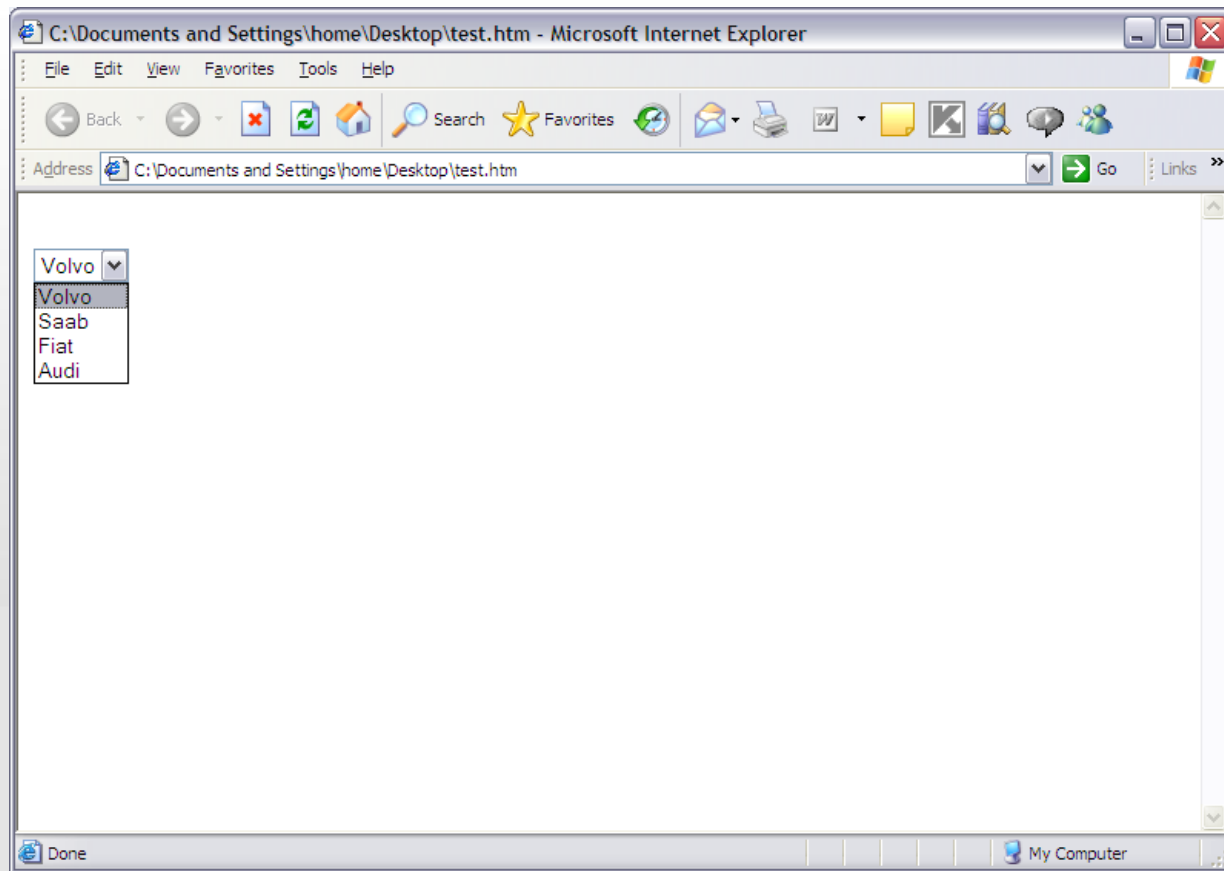 C:\Documents and Settings\home\Desktop\test.htm - Microsoft Internet Explorer
File Edit View Favorites Tools Help
Back Search Favorites W K
Address C:\Documents and Settings\home\Desktop\test.htm Go Links »
Volvo
Volvo
Saab
Fiat
Audi
Done My Computer